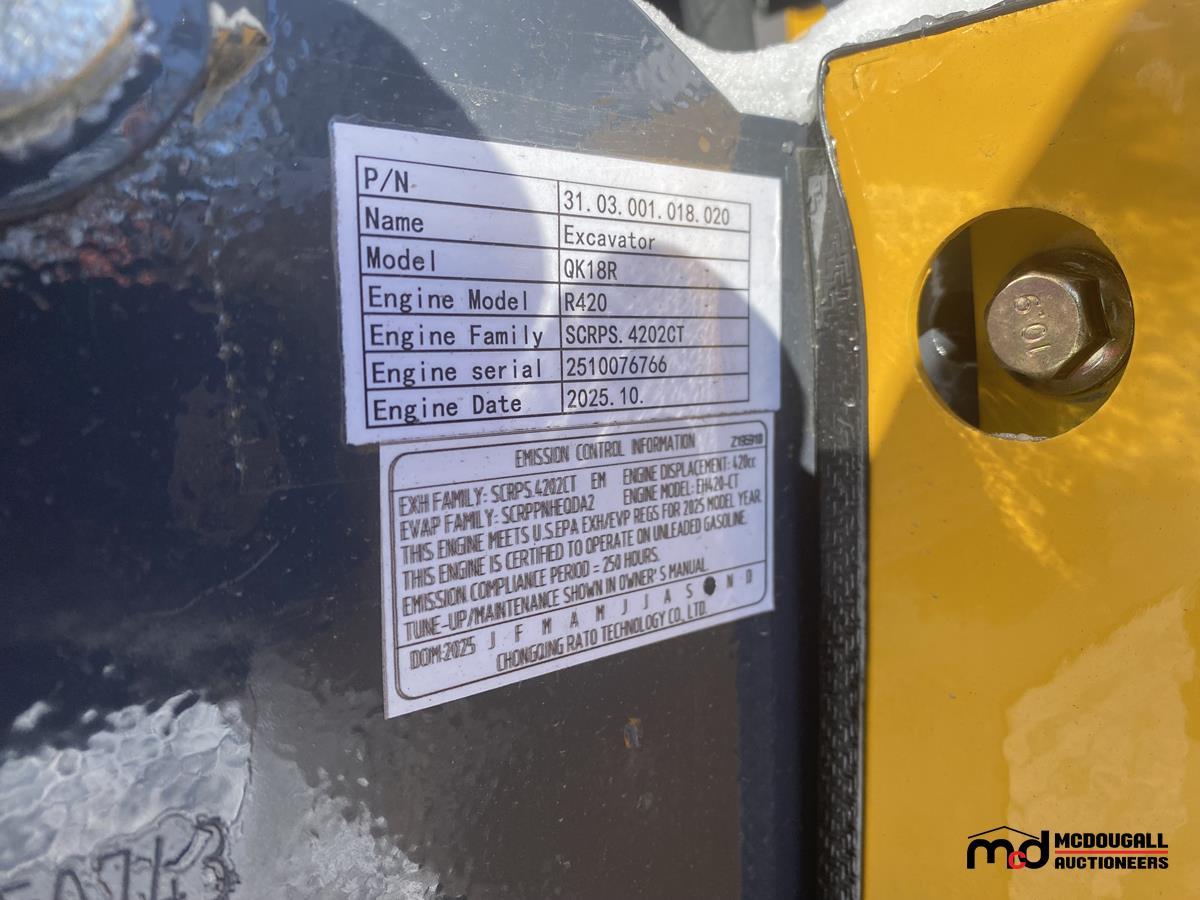 P/N 31.03.001.018.020
Name Excavator
Model QK18R
Engine Model R420
Engine Family SCRPS.4202CT
Engine serial 2510076766
Engine Date 2025.10.
EMISSION CONTROL INFORMATION
EXH FAMILY: SCRPS.4202CT EM ENGINE DISPLACEMENT: 420cc
EVAP FAMILY: SCRPPNHEQDA2 ENGINE MODEL: EH420-CT
THIS ENGINE MEETS U.S.EPA EXH/EVP REGS FOR 2025 MODEL YEAR.
THIS ENGINE IS CERTIFIED TO OPERATE ON UNLEADED GASOLINE.
EMISSION COMPLIANCE PERIOD = 250 HOURS.
TUNE-UP/MAINTENANCE SHOWN IN OWNER'S MANUAL.
DOM:2025 J F M A M J J A S N D
CHONGQING RATO TECHNOLOGY CO., LTD.
10.9
mcd MCDOUGALL
AUCTIONEERS